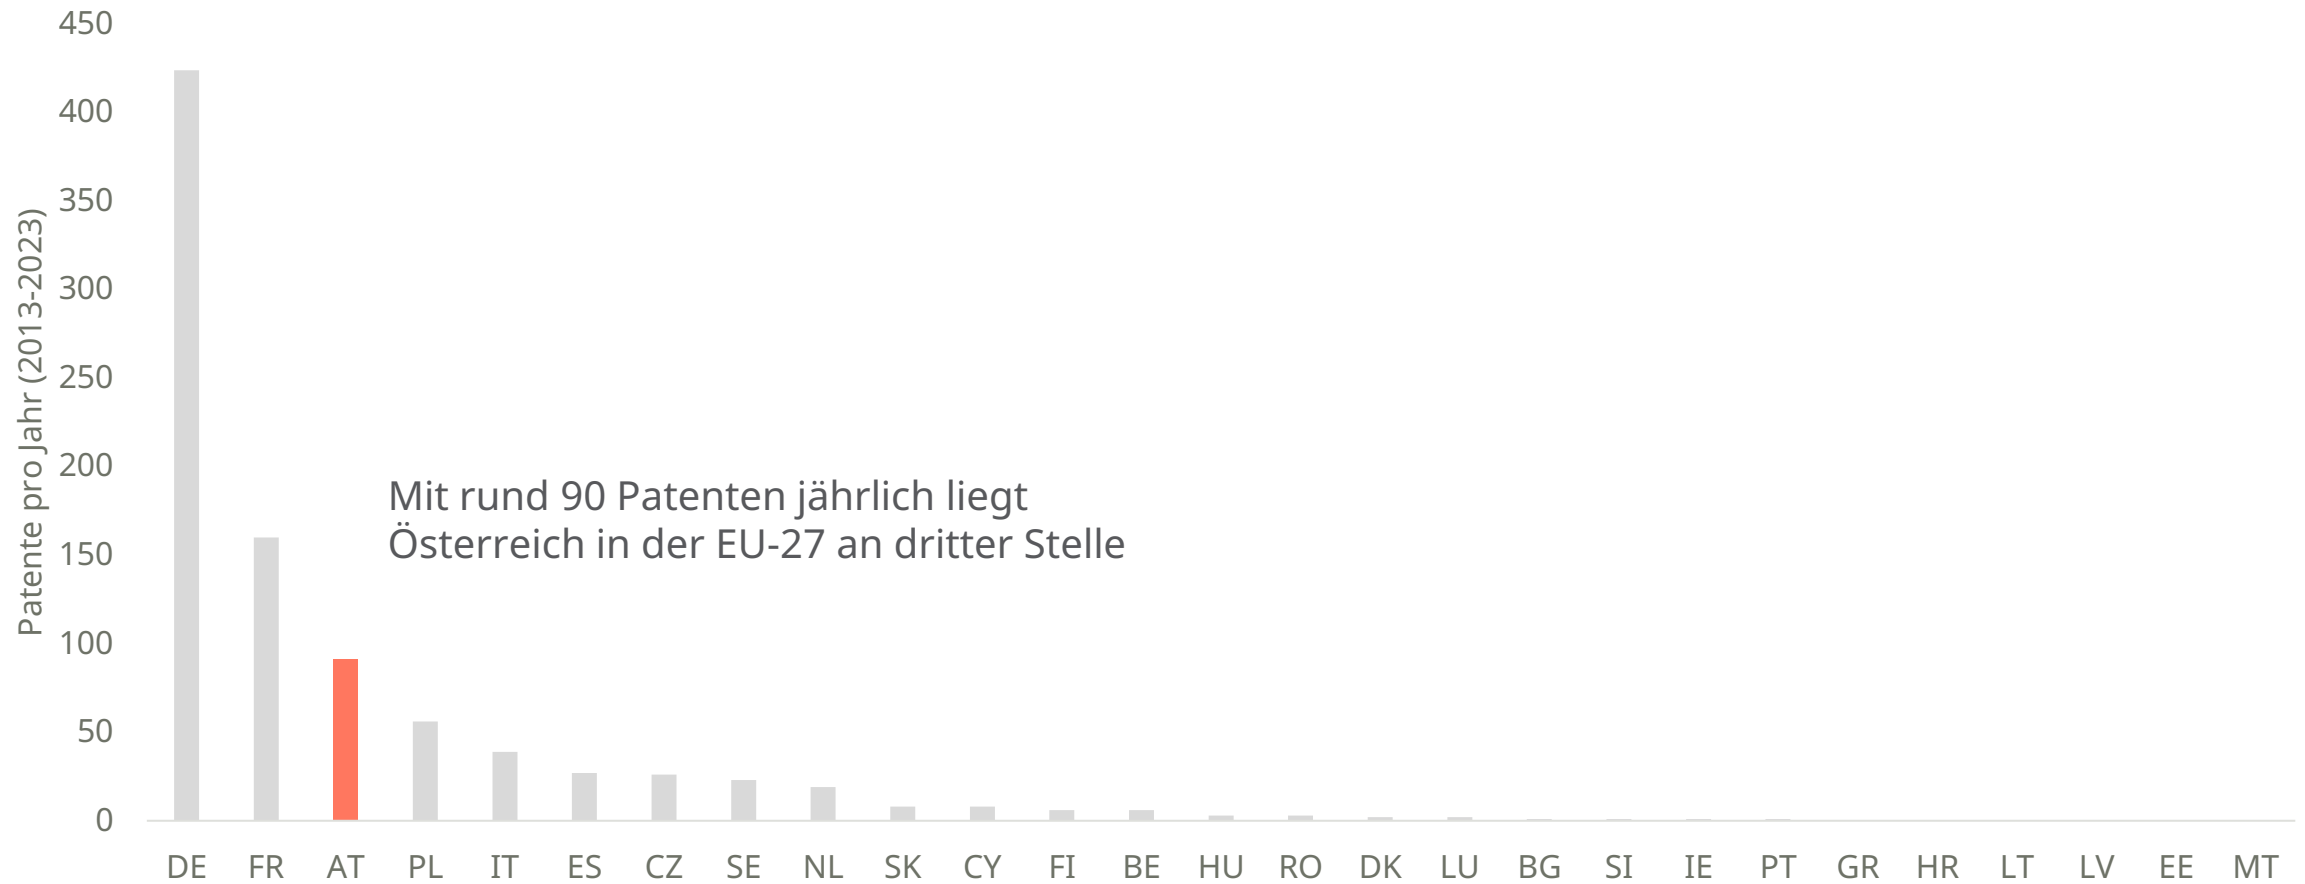 450
400
350
300
250
200
150
100
50
0
Patente pro Jahr (2013-2023)
Mit rund 90 Patenten jährlich liegt
Österreich in der EU-27 an dritter Stelle
DE FR AT PL IT ES CZ SE NL SK CY FI BE HU RO DK LU BG SI IE PT GR HR LT LV EE MT